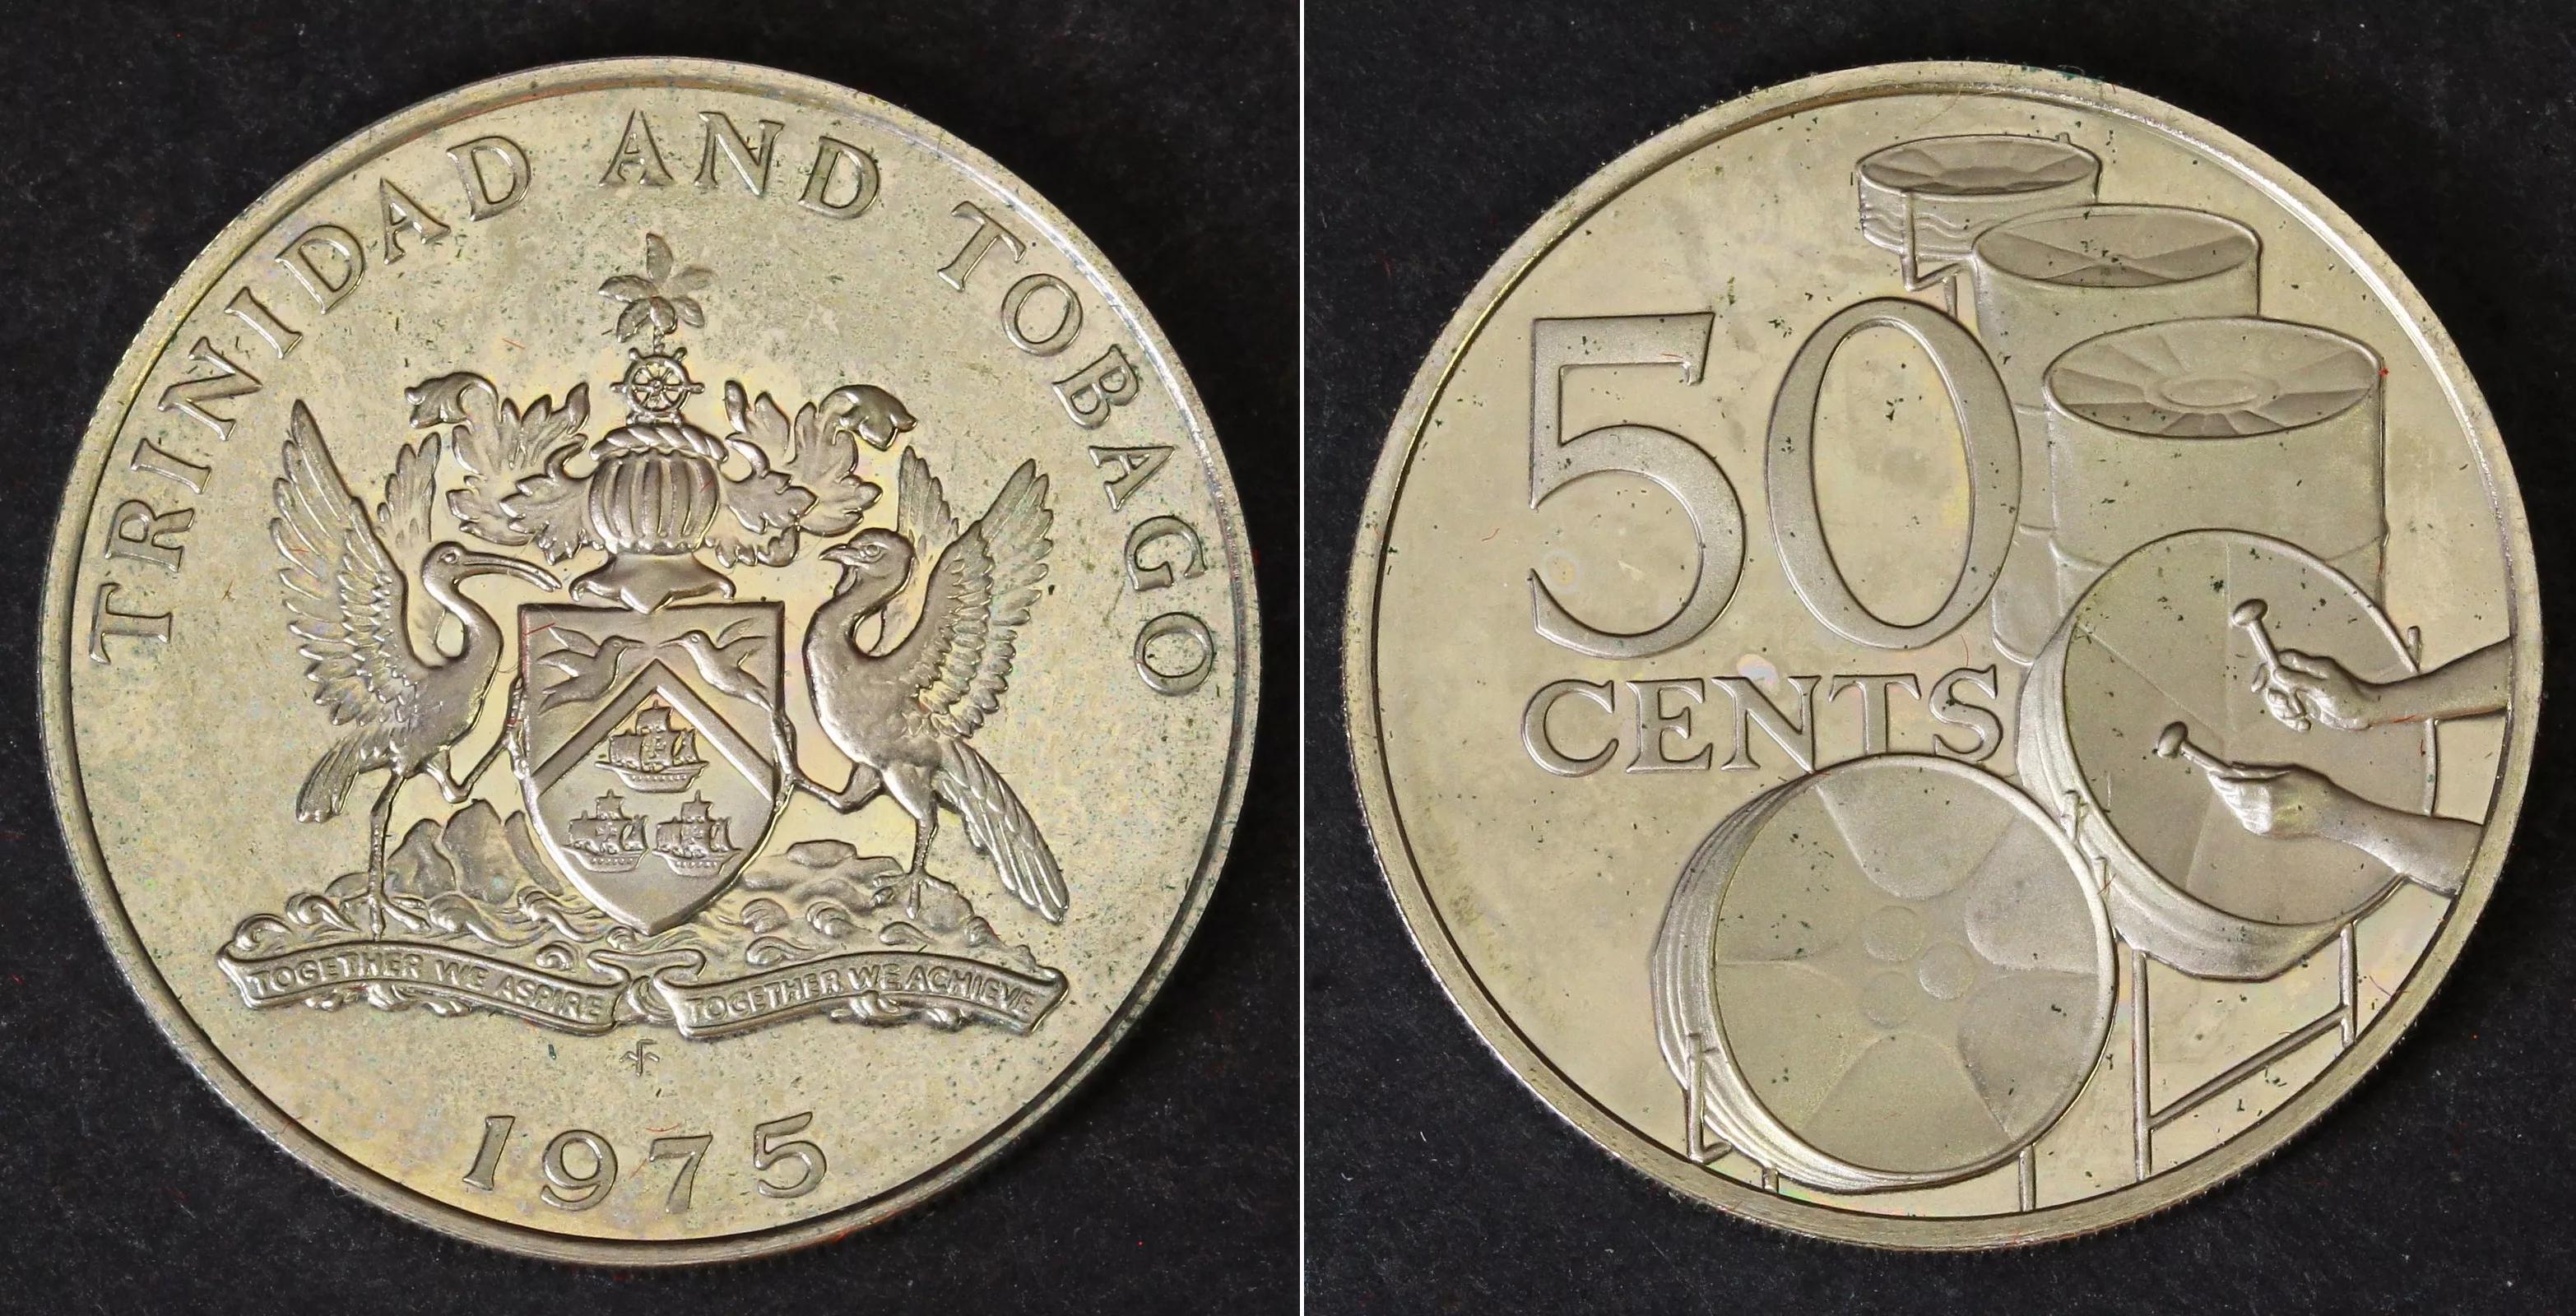 TRINIDAD AND TOBAGO
TOGETHER WE ASPIRE
TOGETHER WE ACHIEVE
1975
50
CENTS